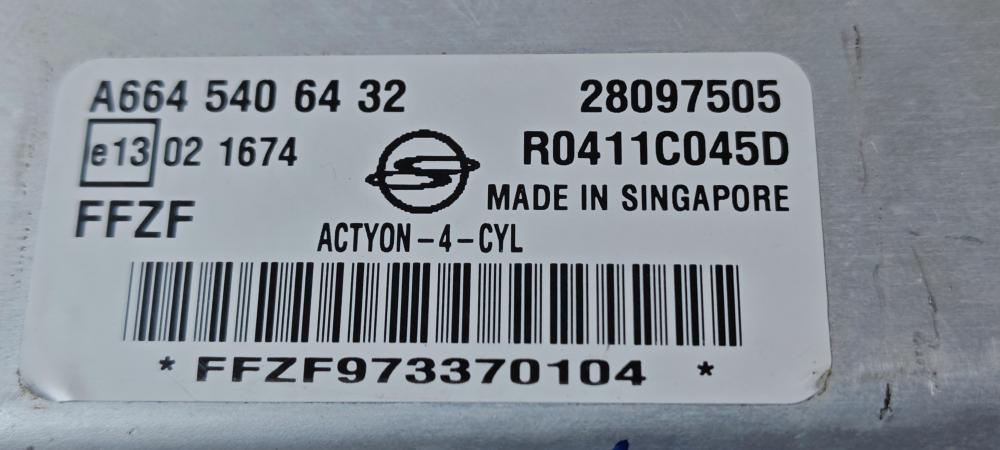 A664 540 64 32 28097505
e13 02 1674 R0411C045D
MADE IN SINGAPORE
FFZF
ACTYON-4-CYL
* FFZF973370104 *